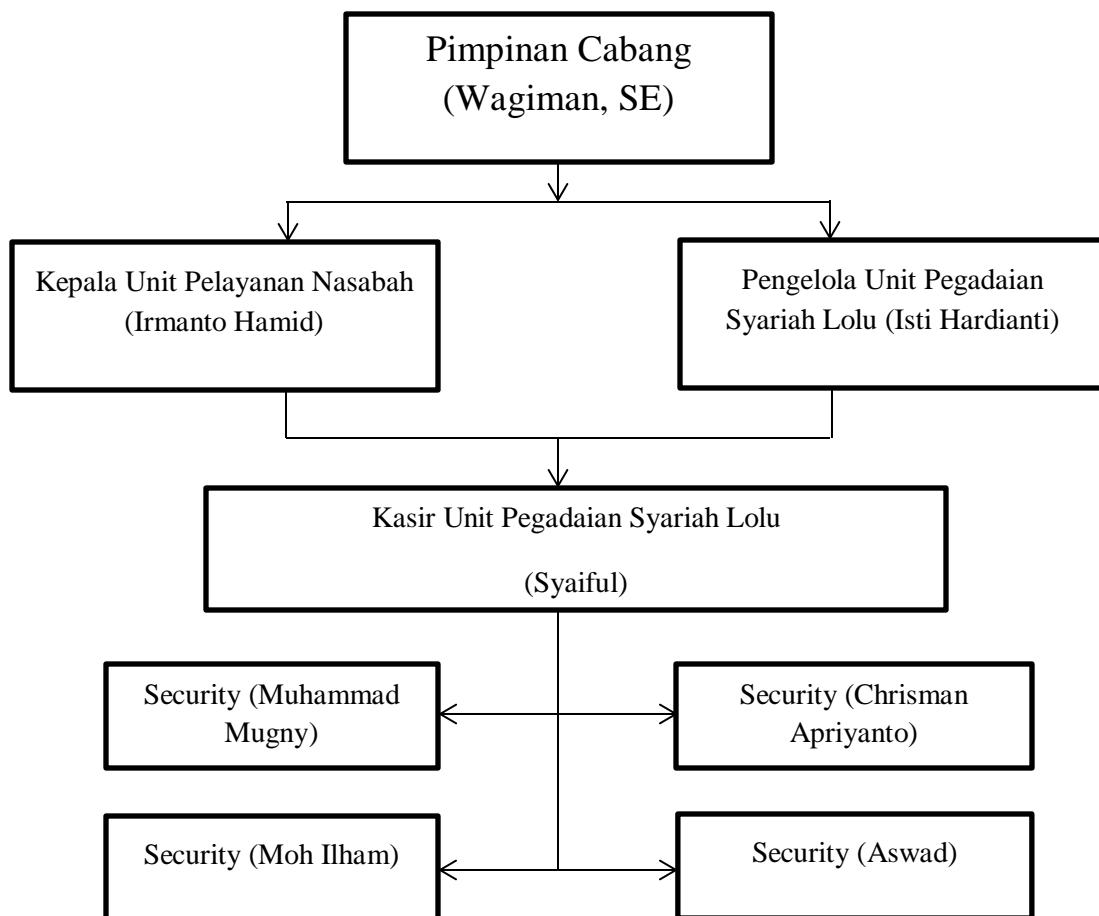 Pimpinan Cabang
(Wagiman, SE)
Kepala Unit Pelayanan Nasabah
(Irmanto Hamid)
Pengelola Unit Pegadaian
Syariah Lolu (Isti Hardianti)
Kasir Unit Pegadaian Syariah Lolu
(Syaiful)
Security (Muhammad
Mugny)
Security (Chrisman
Apriyanto)
Security (Moh Ilham)
Security (Aswad)